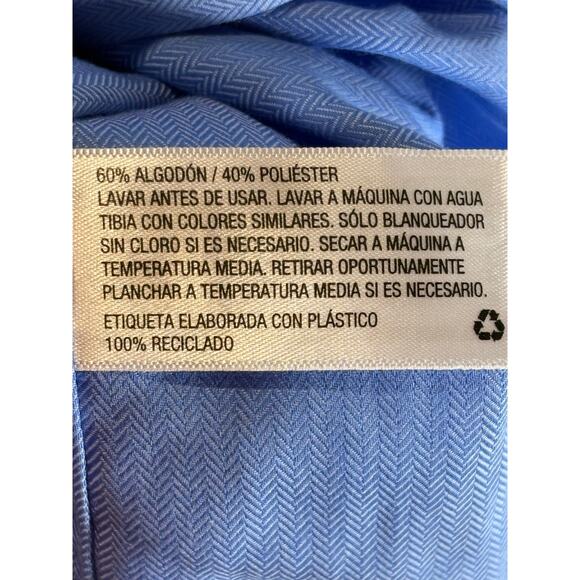 60% ALGODÓN / 40% POLIÉSTER
LAVAR ANTES DE USAR. LAVAR A MÁQUINA CON AGUA
TIBIA CON COLORES SIMILARES. SÓLO BLANQUEADOR
SIN CLORO SI ES NECESARIO. SECAR A MÁQUINA A
TEMPERATURA MEDIA. RETIRAR OPORTUNAMENTE
PLANCHAR A TEMPERATURA MEDIA SI ES NECESARIO.
ETIQUETA ELABORADA CON PLÁSTICO
100% RECICLADO